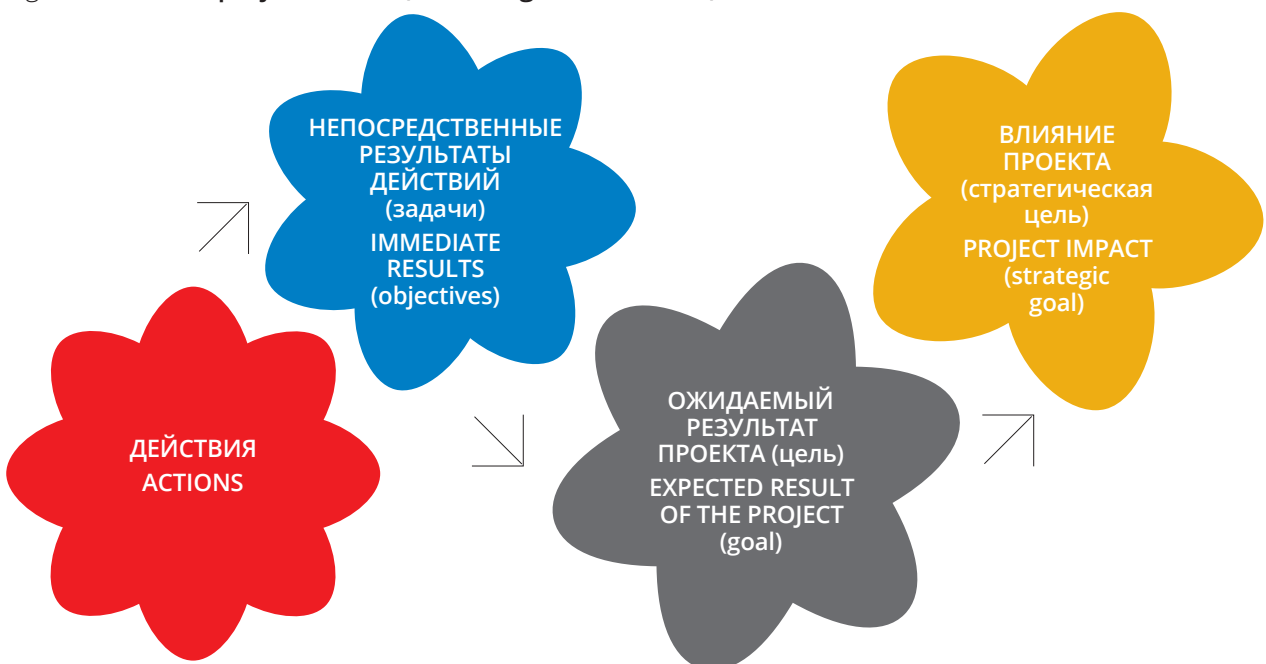 ДЕЙСТВИЯ
ACTIONS
НЕПОСРЕДСТВЕННЫЕ
РЕЗУЛЬТАТЫ
ДЕЙСТВИЙ
(задачи)
IMMEDIATE
RESULTS
(objectives)
ОЖИДАЕМЫЙ
РЕЗУЛЬТАТ
ПРОЕКТА (цель)
EXPECTED RESULT
OF THE PROJECT
(goal)
ВЛИЯНИЕ
ПРОЕКТА
(стратегическая
цель)
PROJECT IMPACT
(strategic
goal)